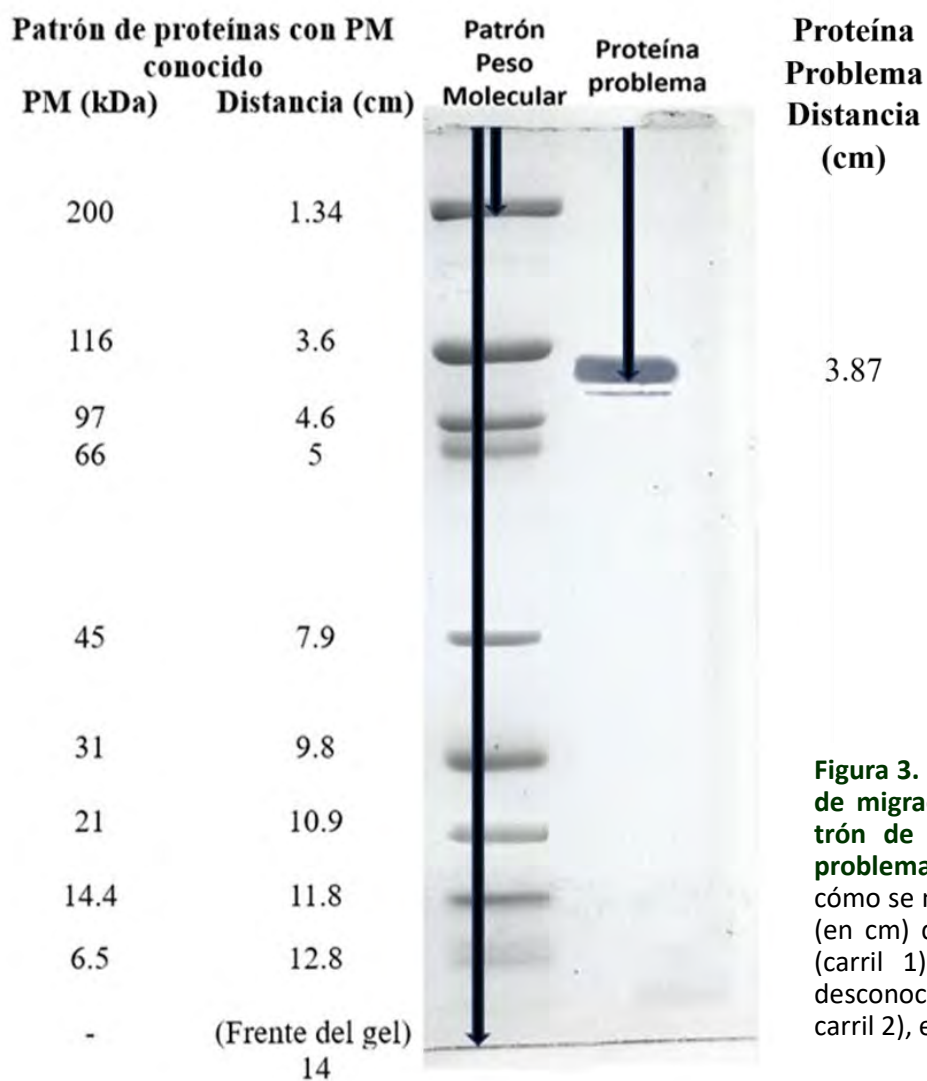 Patrón de proteínas con PM
conocido
PM (kDa) Distancia (cm)
Patrón
Peso
Molecular
Proteína
problema
Proteína
Problema
Distancia
(cm)
200 1.34
116 3.6
3.87
97 4.6
66 5
45 7.9
31 9.8
21 10.9
14.4 11.8
6.5 12.8
- (Frente del gel)
14
Figura 3.
de migra
trón de
problema
cómo se
(en cm)
(carril 1)
desconoc
carril 2),